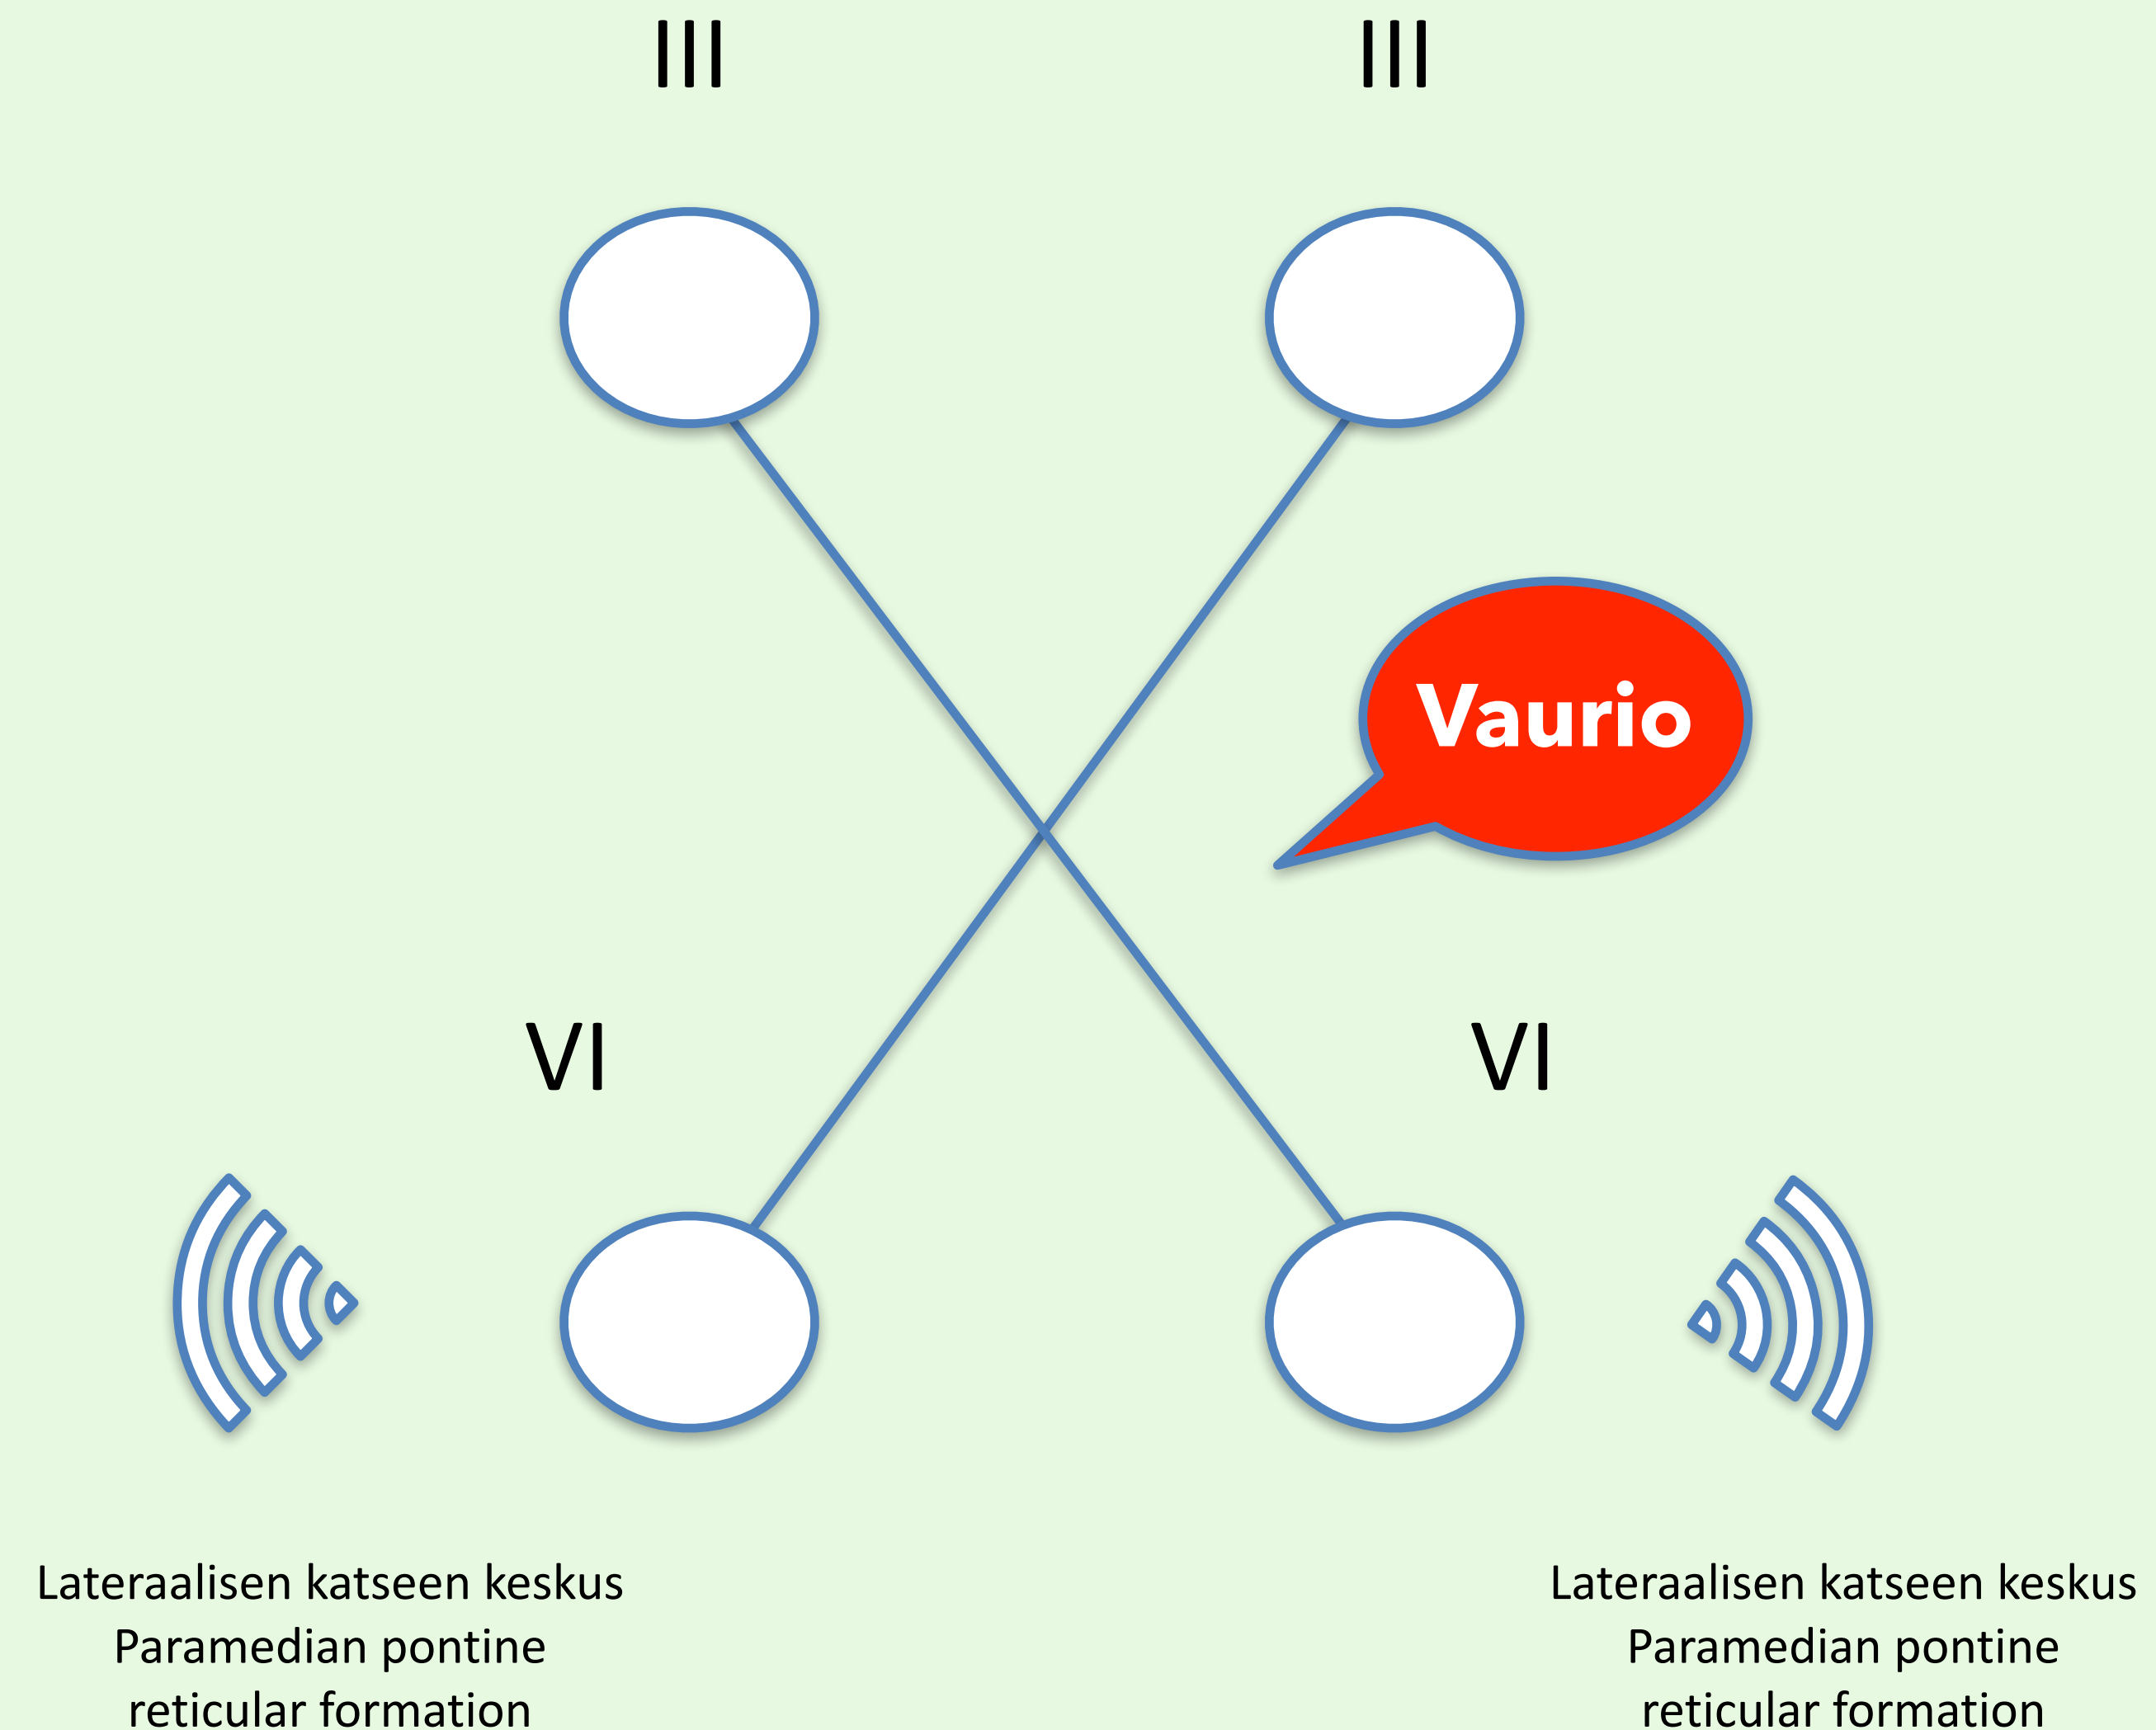 III
III
Vaurio
VI
VI
Lateraalisen katseen keskus
Paramedian pontine
reticular formation
Lateraalisen katseen keskus
Paramedian pontine
reticular formation